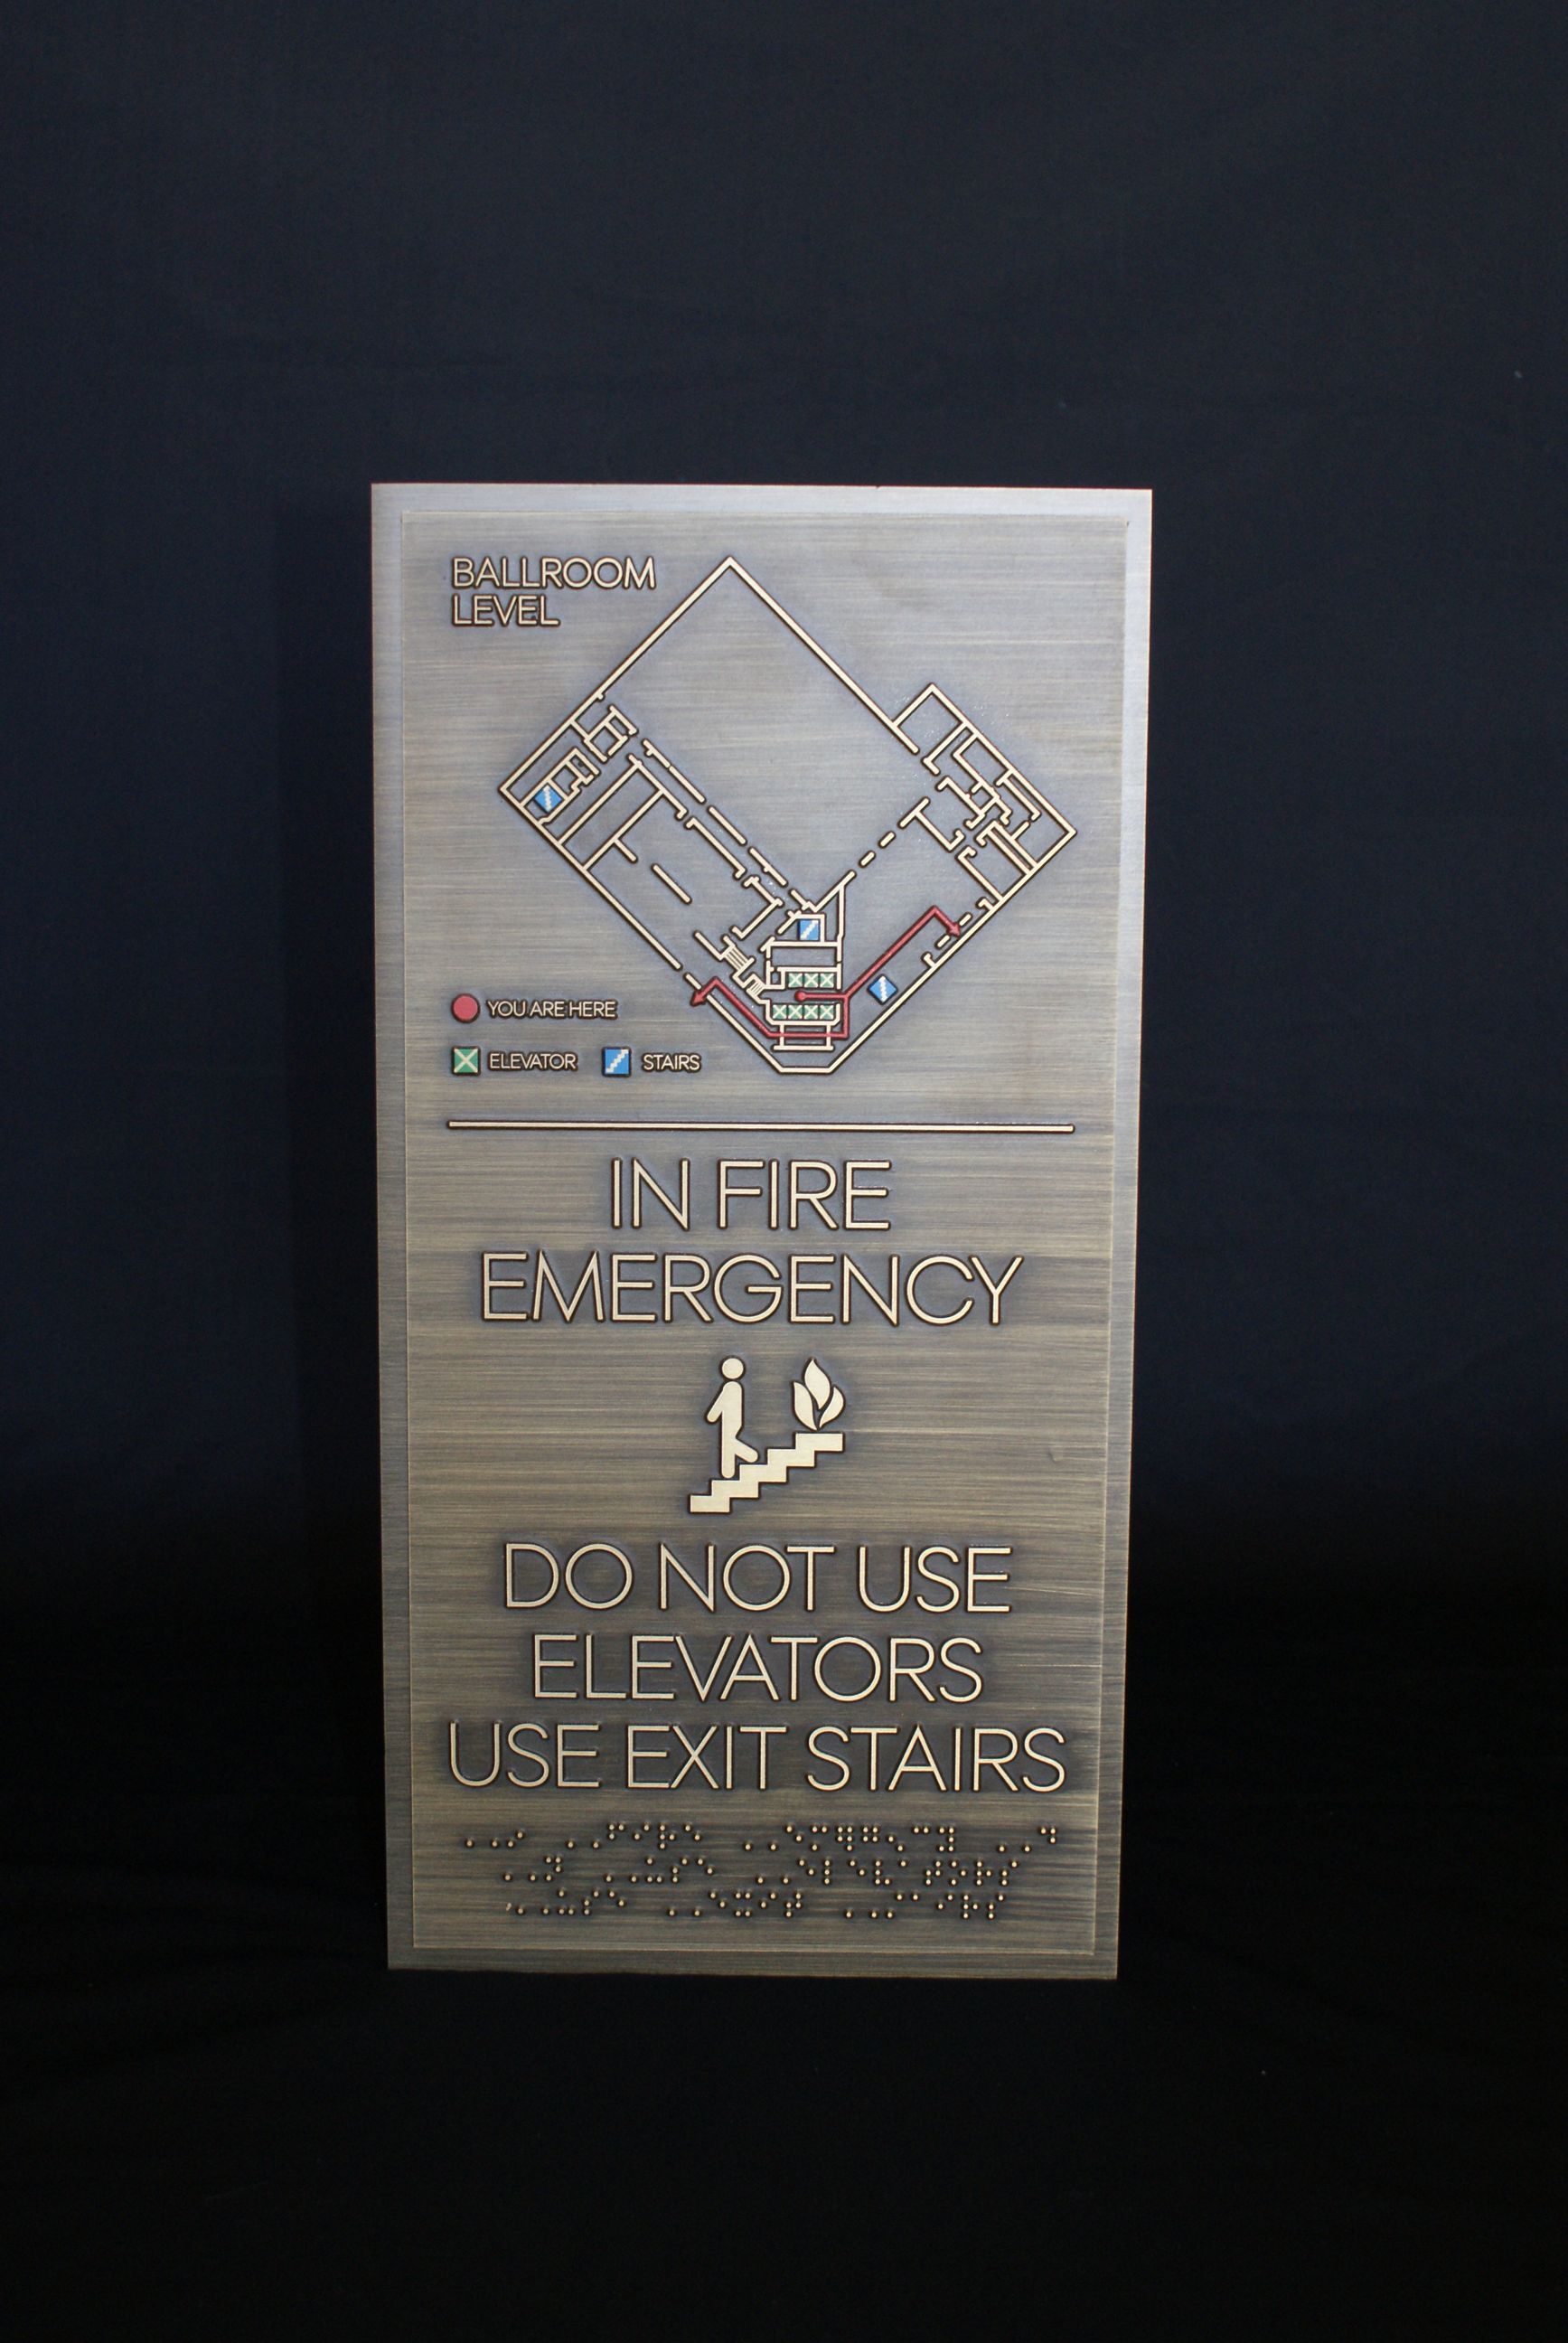 BALLROOM
LEVEL
YOU ARE HERE
ELEVATOR STAIRS
IN FIRE
EMERGENCY
DO NOT USE
ELEVATORS
USE EXIT STAIRS